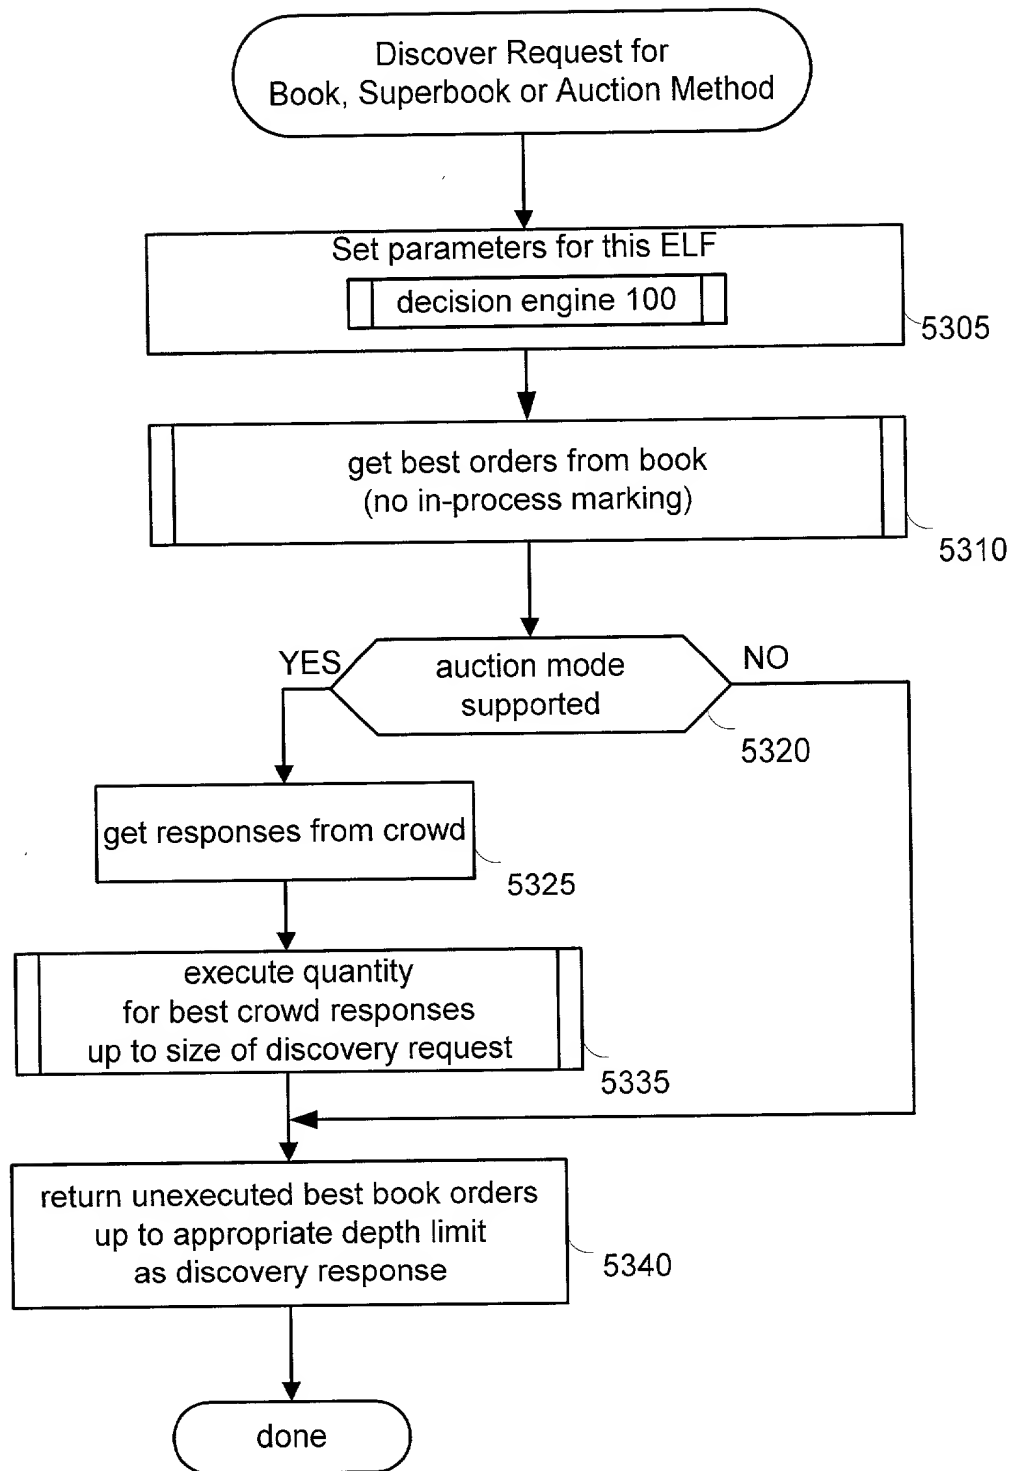 Discover Request for
Book, Superbook or Auction Method
Set parameters for this ELF
decision engine 100
5305
get best orders from book
(no in-process marking)
5310
YES
auction mode
supported
NO
5320
get responses from crowd
5325
execute quantity
for best crowd responses
up to size of discovery request
5335
return unexecuted best book orders
up to appropriate depth limit
as discovery response
5340
done